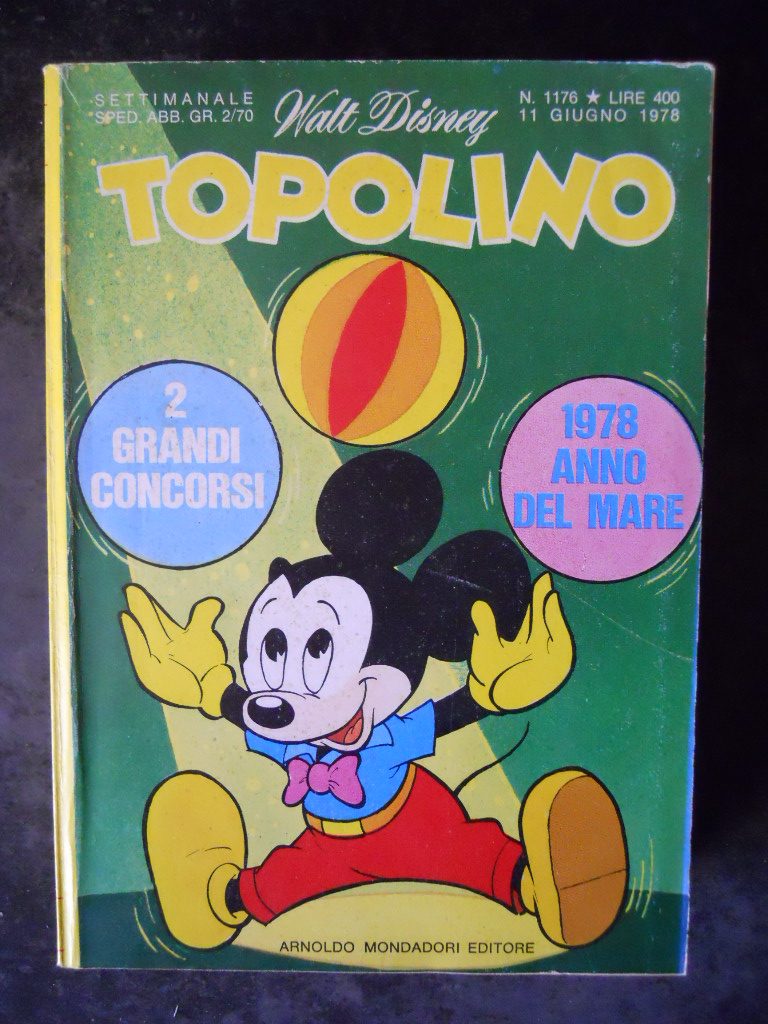 SETTIMANALE
SPED. ABB. GR. 2/70
Walt Disney
N. 1176 ★ LIRE 400
11 GIUGNO 1978
TOPOLINO
2
GRANDI
CONCORSI
1978
ANNO
DEL MARE
ARNOLDO MONDADORI EDITORE